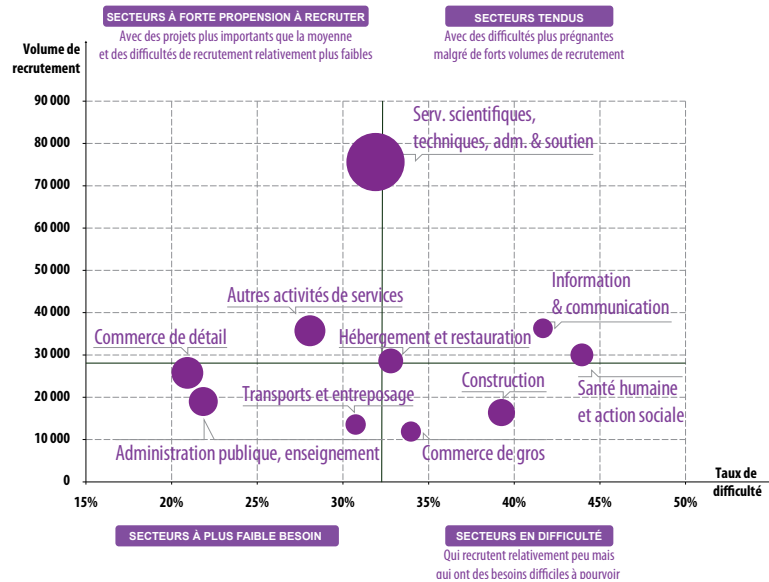 SECTEURS À FORTE PROPENSION À RECRUTER
Avec des projets plus importants que la moyenne
et des difficultés de recrutement relativement plus faibles
SECTEURS TENDUS
Avec des difficultés plus prégnantes
malgré de forts volumes de recrutement
Volume de
recrutement
90 000
80 000
70 000
60 000
50 000
40 000
30 000
20 000
10 000
0
Serv. scientifiques,
techniques, adm. & soutien
Information
& communication
Autres activités de services
Commerce de détail
Hébergement et restauration
Construction
Transports et entreposage
Santé humaine
et action sociale
Administration publique, enseignement
Commerce de gros
Taux de
difficulté
15%
20%
25%
30%
35%
40%
45%
50%
SECTEURS À PLUS FAIBLE BESOIN
SECTEURS EN DIFFICULTÉ
Qui recrutent relativement peu mais
qui ont des besoins difficiles à pourvoir